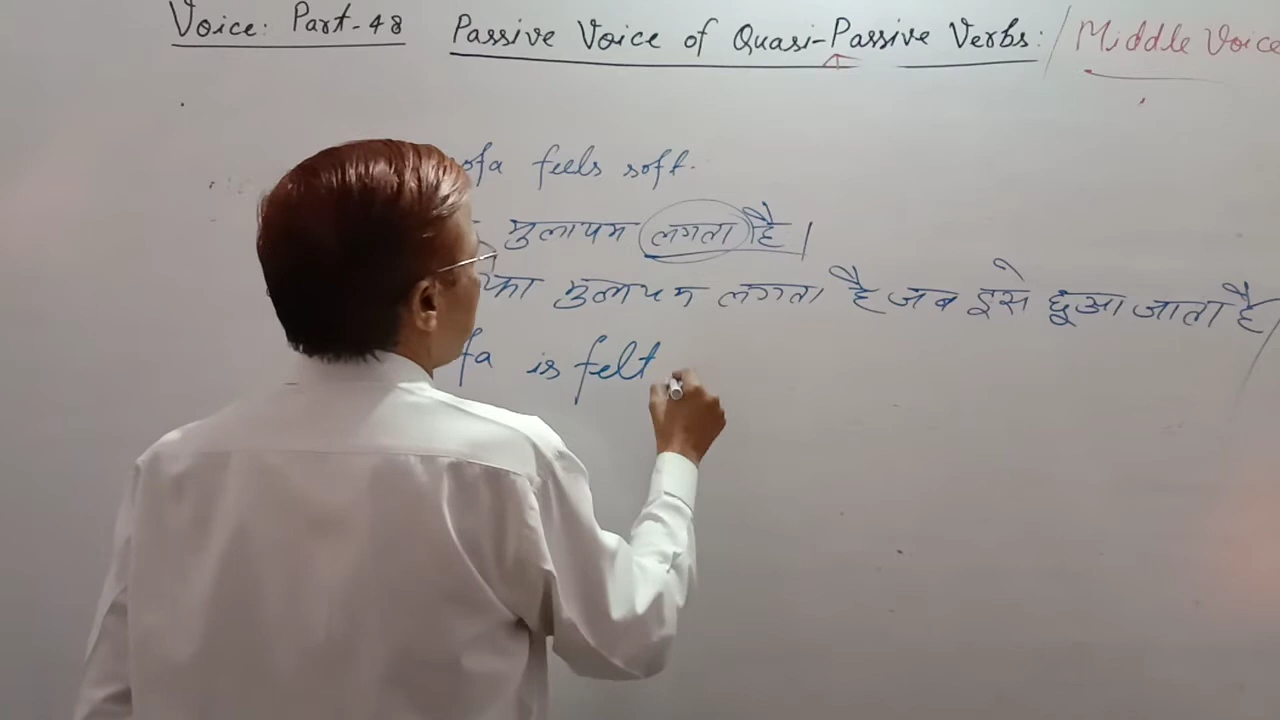 Voice: Part-48 Passive Voice of Quasi-Passive Verbs: / Middle Voice
ofa feels soft.
मुलायम लगता है।
फा मुलायम लगता है जब इसे छूआ जाता है
fa is felt